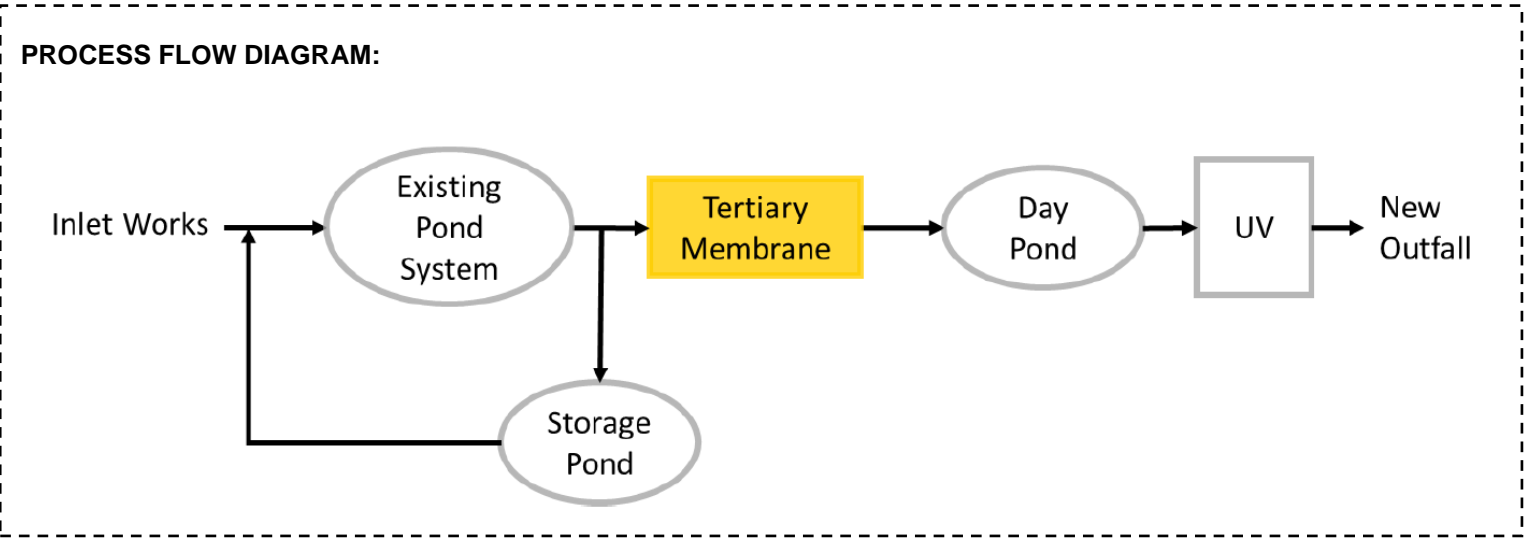 PROCESS FLOW DIAGRAM:
Inlet Works
Existing
Pond
System
Tertiary
Membrane
Day
Pond
UV
New
Outfall
Storage
Pond